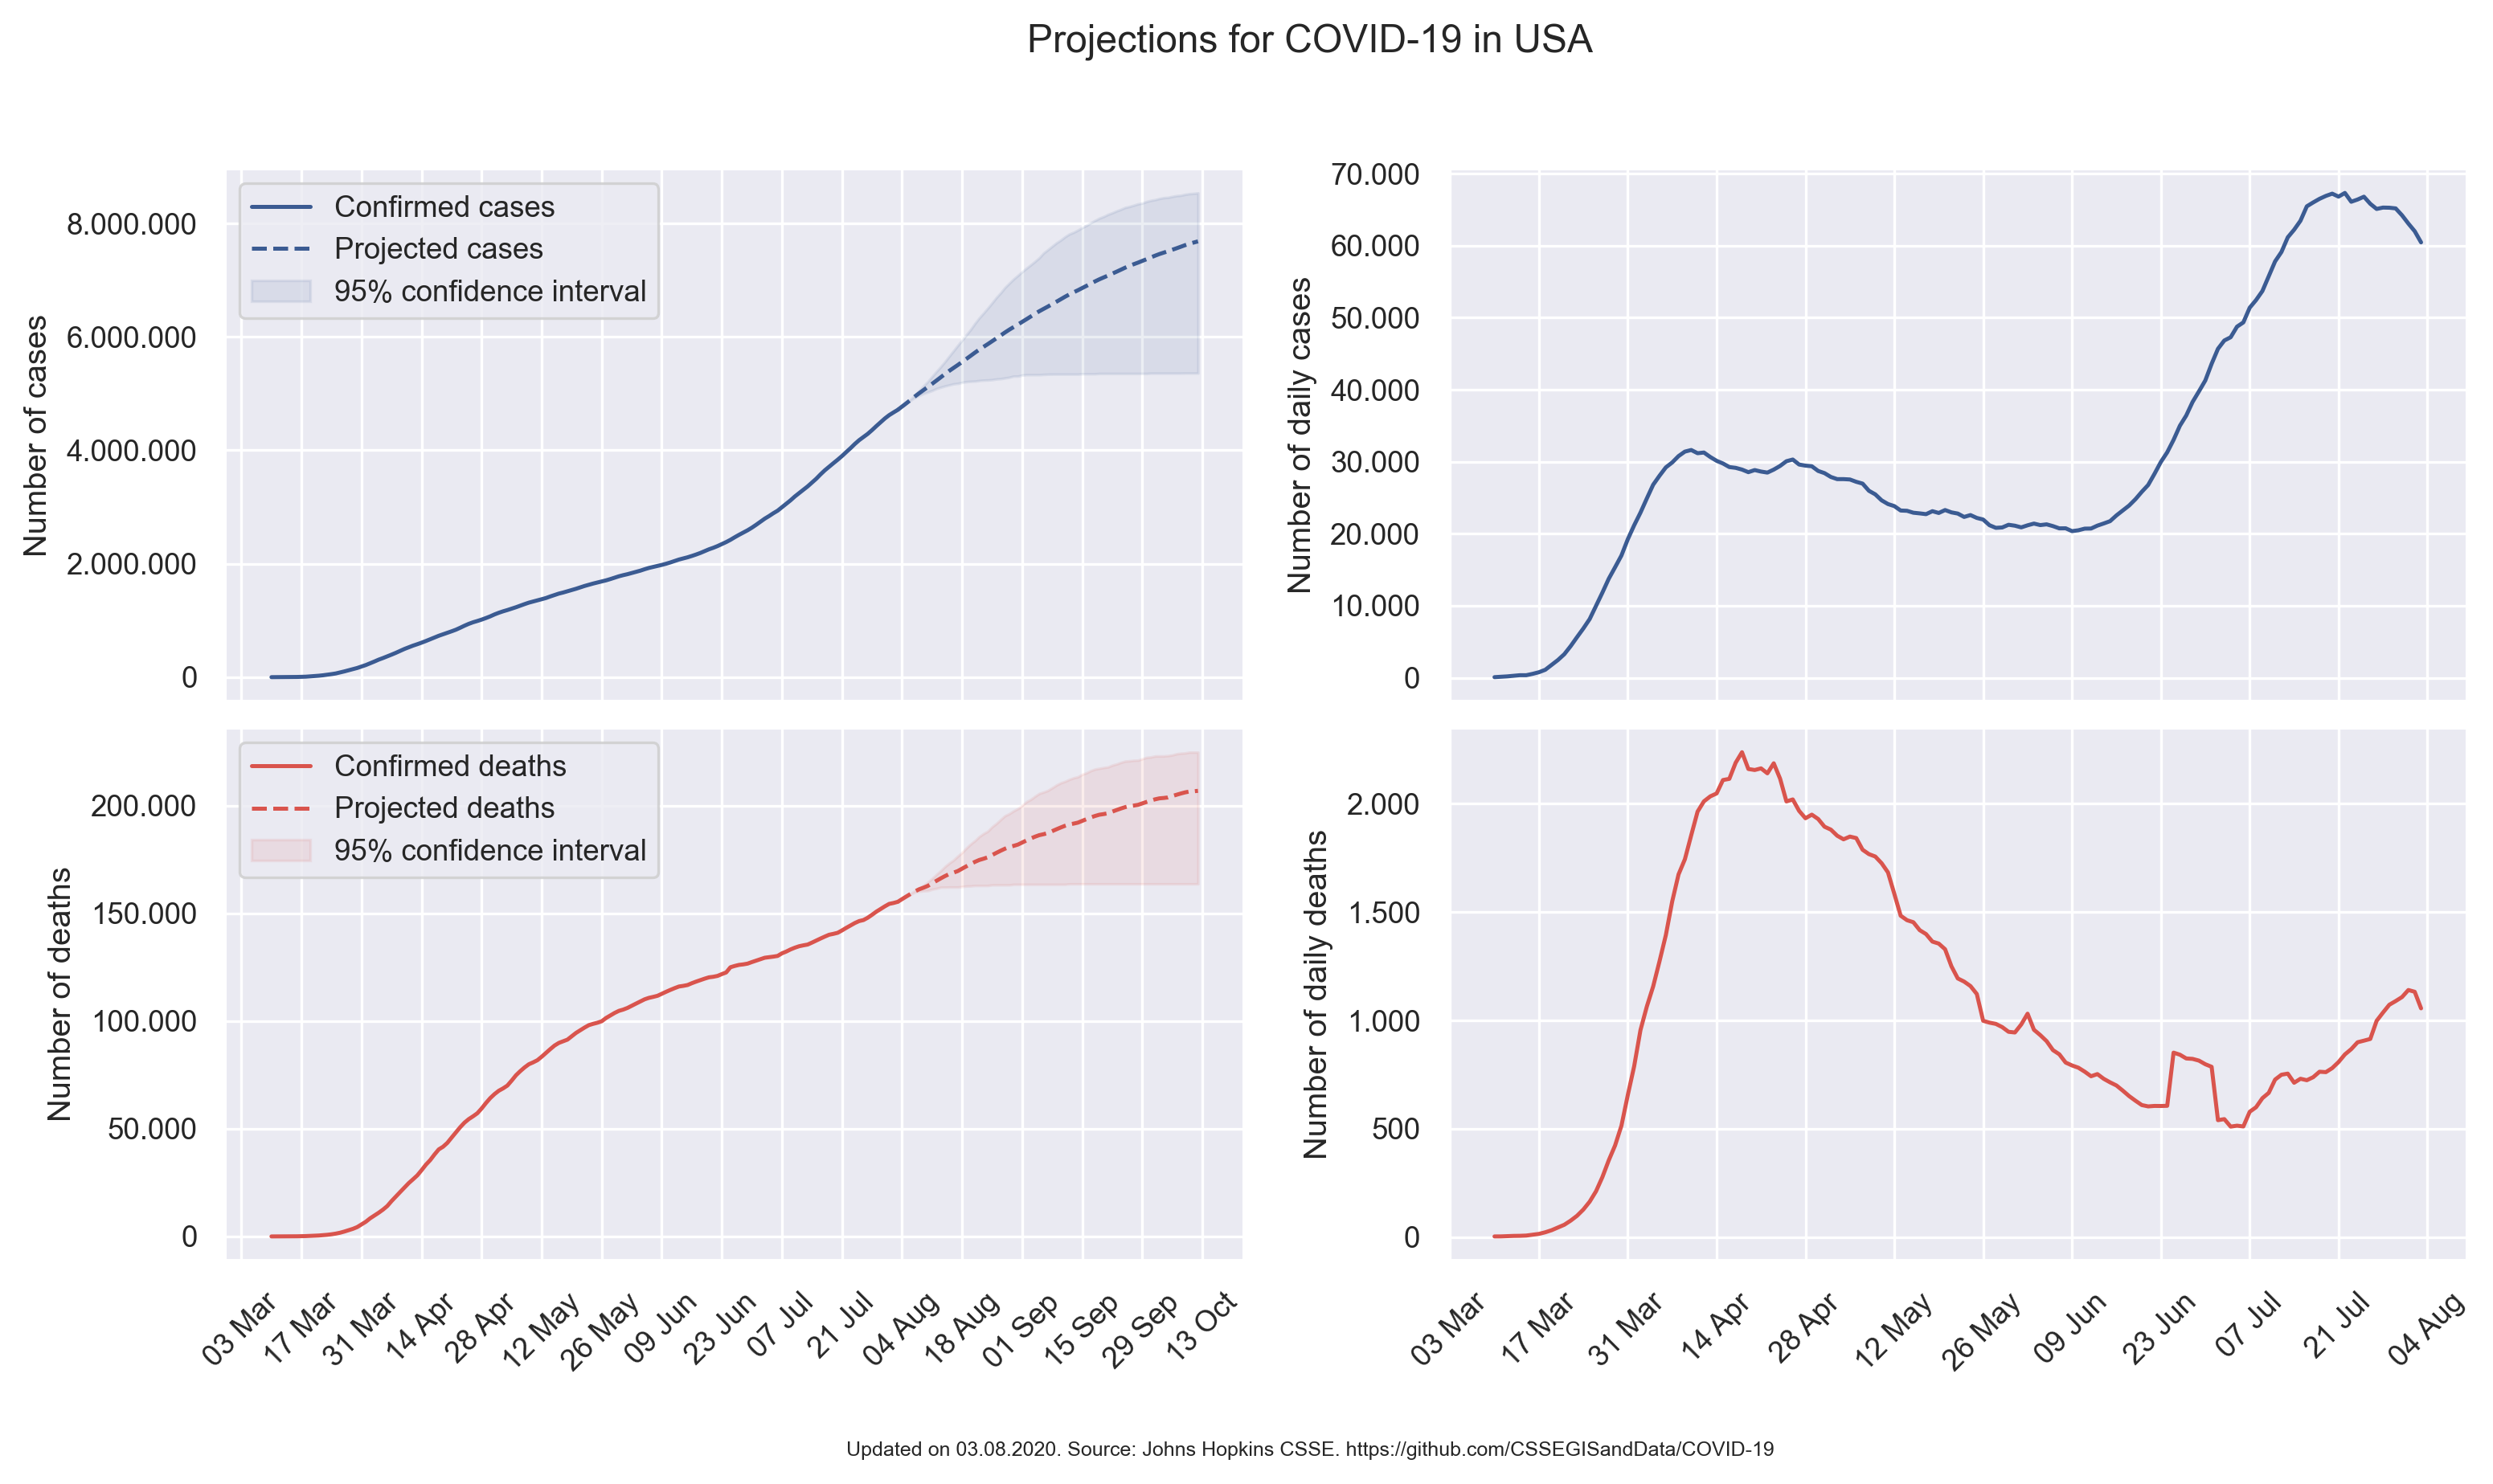 Projections for COVID-19 in USA
Number of cases
8.000.000
6.000.000
4.000.000
2.000.000
0
Confirmed cases
Projected cases
95% confidence interval
Number of daily cases
70.000
60.000
50.000
40.000
30.000
20.000
10.000
0
Number of deaths
200.000
150.000
100.000
50.000
0
Confirmed deaths
Projected deaths
95% confidence interval
03 Mar
17 Mar
31 Mar
14 Apr
28 Apr
12 May
26 May
09 Jun
23 Jun
07 Jul
21 Jul
04 Aug
18 Aug
01 Sep
15 Sep
29 Sep
13 Oct
Number of daily deaths
2.000
1.500
1.000
500
0
03 Mar
17 Mar
31 Mar
14 Apr
28 Apr
12 May
26 May
09 Jun
23 Jun
07 Jul
21 Jul
04 Aug
Updated on 03.08.2020. Source: Johns Hopkins CSSE. https://github.com/CSSEGISandData/COVID-19